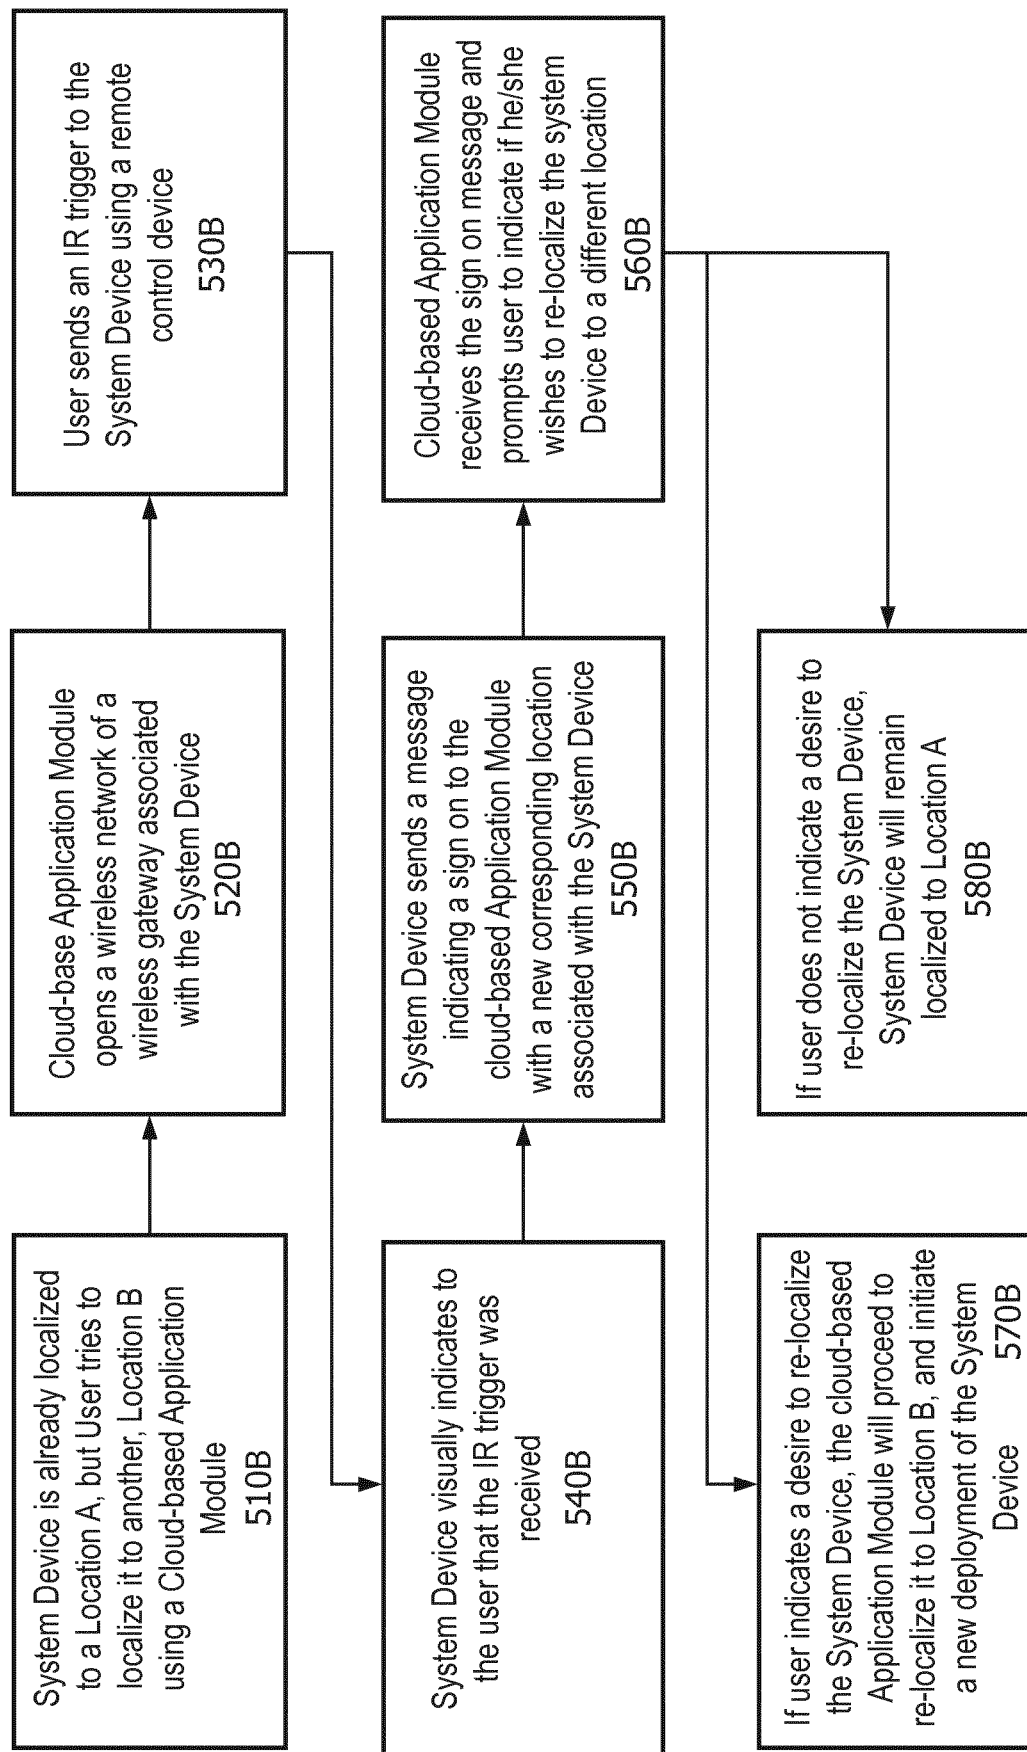 System Device is already localized
to a Location A, but User tries to
localize it to another, Location B
using a Cloud-based Application
Module
510B
Cloud-base Application Module
opens a wireless network of a
wireless gateway associated
with the System Device
520B
User sends an IR trigger to the
System Device using a remote
control device
530B
System Device visually indicates to
the user that the IR trigger was
received
540B
System Device sends a message
indicating a sign on to the
cloud-based Application Module
with a new corresponding location
associated with the System Device
550B
Cloud-based Application Module
receives the sign on message and
prompts user to indicate if he/she
wishes to re-localize the system
Device to a different location
560B
If user indicates a desire to re-localize
the System Device, the cloud-based
Application Module will proceed to
re-localize it to Location B, and initiate
a new deployment of the System
Device 570B
If user does not indicate a desire to
re-localize the System Device,
System Device will remain
localized to Location A
580B